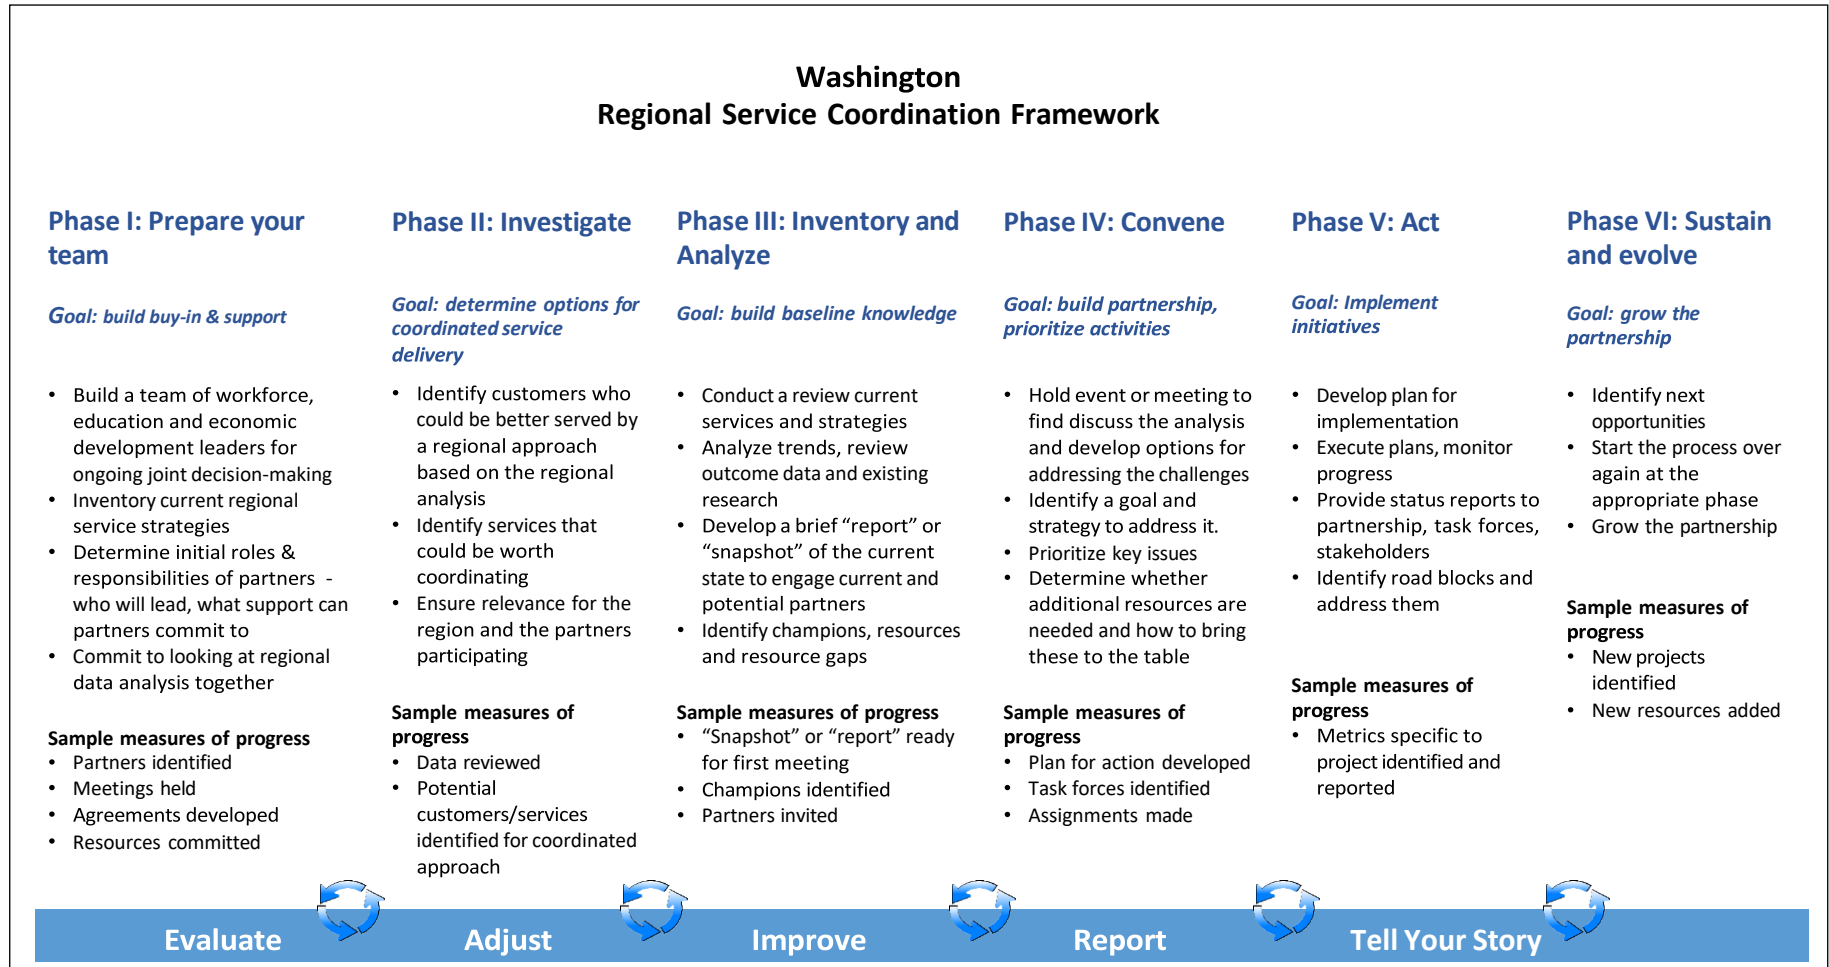 Washington
Regional Service Coordination Framework
Phase I: Prepare your
team
Goal: build buy-in & support
• Build a team of workforce,
education and economic
development leaders for
ongoing joint decision-making
• Inventory current regional
service strategies
• Determine initial roles &
responsibilities of partners -
who will lead, what support can
partners commit to
• Commit to looking at regional
data analysis together
Sample measures of progress
• Partners identified
• Meetings held
• Agreements developed
• Resources committed
Phase II: Investigate
Goal: determine options for
coordinated service
delivery
• Identify customers who
could be better served by
a regional approach
based on the regional
analysis
• Identify services that
could be worth
coordinating
• Ensure relevance for the
region and the partners
participating
Sample measures of
progress
• Data reviewed
• Potential
customers/services
identified for coordinated
approach
Phase III: Inventory and
Analyze
Goal: build baseline knowledge
• Conduct a review current
services and strategies
• Analyze trends, review
outcome data and existing
research
• Develop a brief “report” or
“snapshot” of the current
state to engage current and
potential partners
• Identify champions, resources
and resource gaps
Sample measures of progress
• “Snapshot” or “report” ready
for first meeting
• Champions identified
• Partners invited
Phase IV: Convene
Goal: build partnership,
prioritize activities
• Hold event or meeting to
find discuss the analysis
and develop options for
addressing the challenges
• Identify a goal and
strategy to address it.
• Prioritize key issues
• Determine whether
additional resources are
needed and how to bring
these to the table
Sample measures of
progress
• Plan for action developed
• Task forces identified
• Assignments made
Phase V: Act
Goal: Implement
initiatives
• Develop plan for
implementation
• Execute plans, monitor
progress
• Provide status reports to
partnership, task forces,
stakeholders
• Identify road blocks and
address them
Sample measures of
progress
• Metrics specific to
project identified and
reported
Phase VI: Sustain
and evolve
Goal: grow the
partnership
• Identify next
opportunities
• Start the process over
again at the
appropriate phase
• Grow the partnership
Sample measures of
progress
• New projects
identified
• New resources added
Evaluate
Adjust
Improve
Report
Tell Your Story